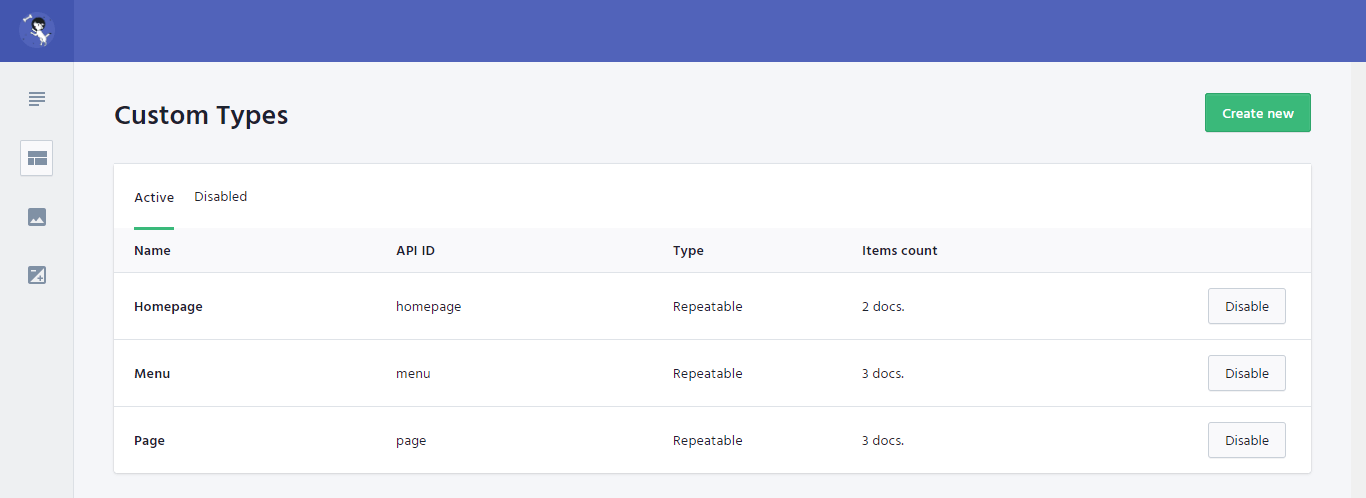 Custom Types
Create new
Active Disabled
Name API ID Type Items count
Homepage homepage Repeatable 2 docs. Disable
Menu menu Repeatable 3 docs. Disable
Page page Repeatable 3 docs. Disable